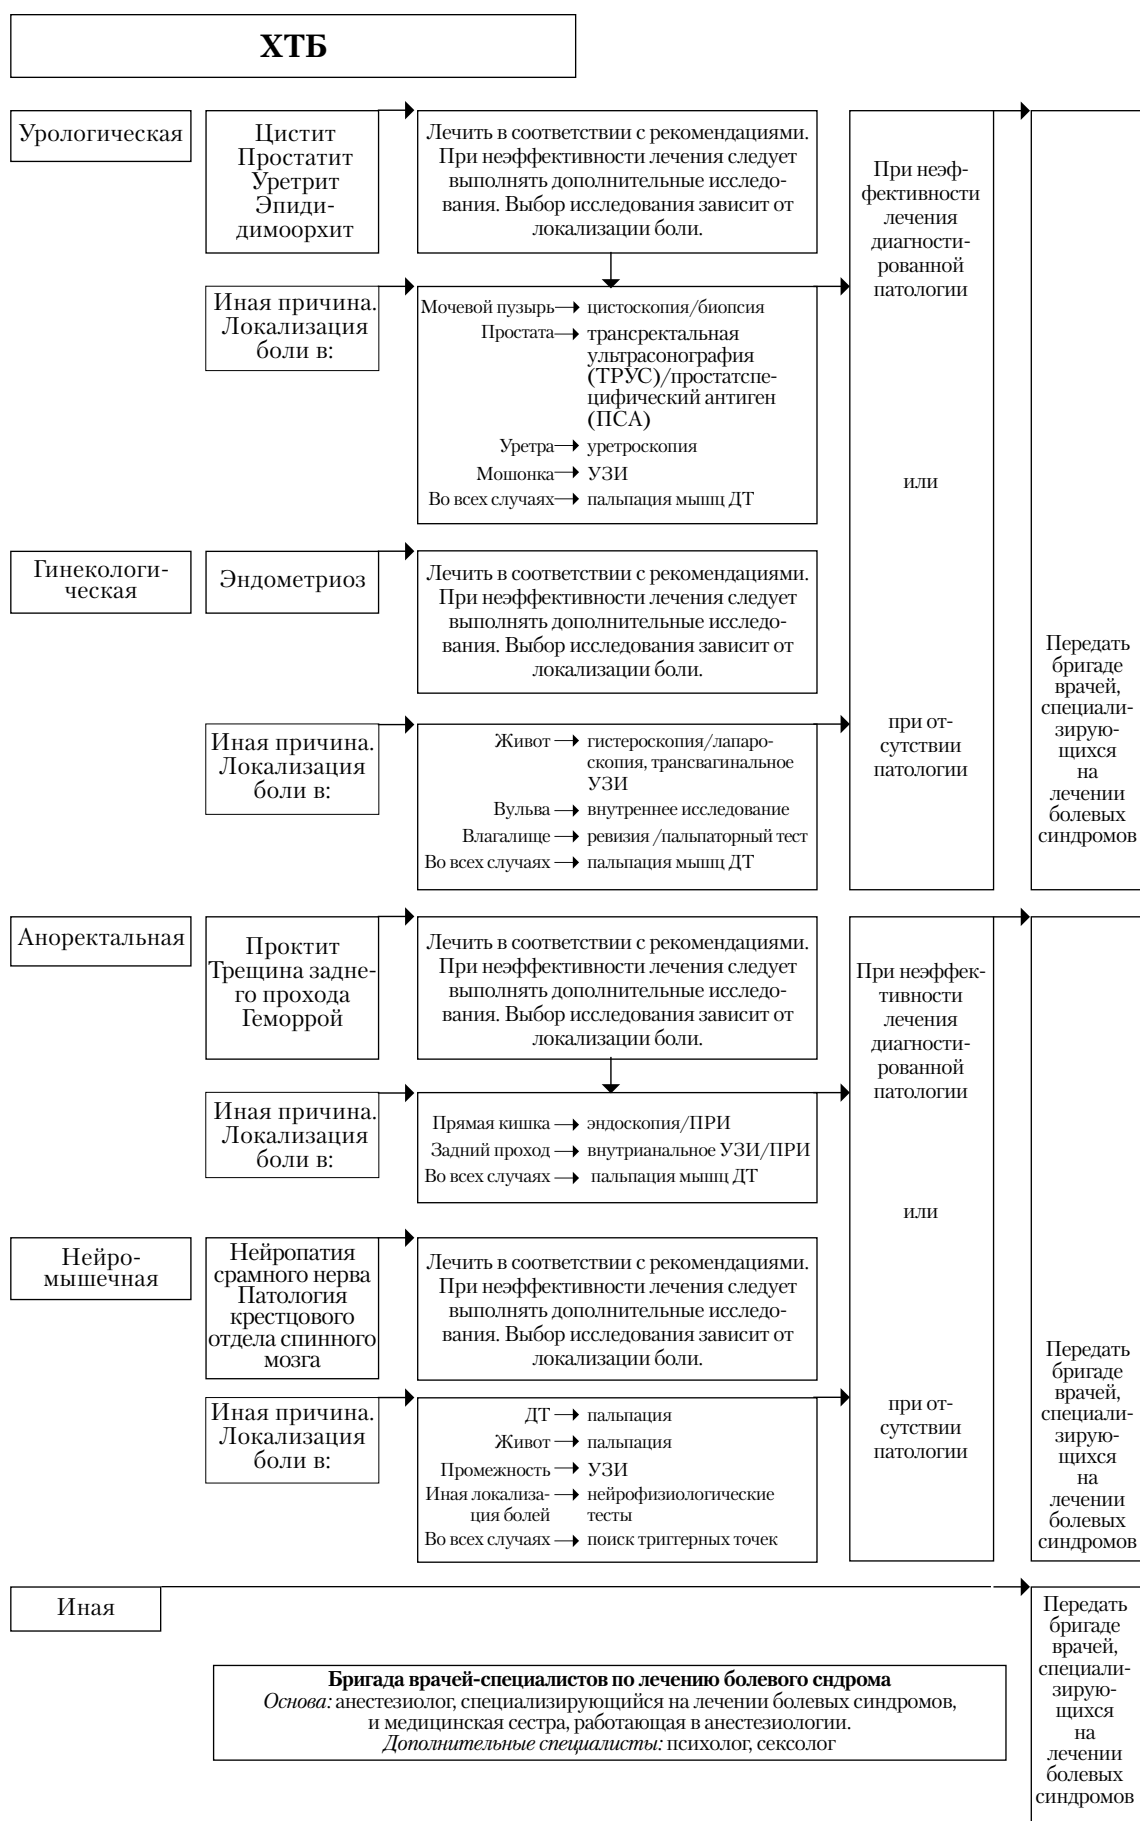 ХТБ
Урологическая
Цистит
Простатит
Уретрит
Эпиди-
димоорхит
Лечить в соответствии с рекомендациями.
При неэффективности лечения следует
выполнять дополнительные исследо-
вания. Выбор исследования зависит от
локализации боли.
Иная причина.
Локализация
боли в:
Мочевой пузырь
цистоскопия/биопсия
Простата
трансректальная
ультрасонография
(ТРУС)/простатспе-
цифический антиген
(ПСА)
Уретра
уретроскопия
Мошонка
УЗИ
Во всех случаях
пальпация мышц ДТ
Гинекологи-
ческая
Эндометриоз
Лечить в соответствии с рекомендациями.
При неэффективности лечения следует
выполнять дополнительные исследо-
вания. Выбор исследования зависит от
локализации боли.
Иная причина.
Локализация
боли в:
Живот
гистероскопия/лапаро-
скопия, трансвагинальное
УЗИ
Вульва
внутреннее исследование
Влагалище
ревизия /пальпаторный тест
Во всех случаях
пальпация мышц ДТ
При неэф-
фективности
лечения
диагности-
рованной
патологии
или
при от-
сутствии
патологии
Передать
бригаде
врачей,
специали-
зирую-
щихся
на
лечении
болевых
синдромов
Аноректальная
Проктит
Трещина задне-
го прохода
Геморрой
Лечить в соответствии с рекомендациями.
При неэффективности лечения следует
выполнять дополнительные исследо-
вания. Выбор исследования зависит от
локализации боли.
Иная причина.
Локализация
боли в:
Прямая кишка
эндоскопия/ПРИ
Задний проход
внутрианальное УЗИ/ПРИ
Во всех случаях
пальпация мышц ДТ
Нейро-
мышечная
Нейропатия
срамного нерва
Патология
крестцового
отдела спинного
мозга
Лечить в соответствии с рекомендациями.
При неэффективности лечения следует
выполнять дополнительные исследо-
вания. Выбор исследования зависит от
локализации боли.
Иная причина.
Локализация
боли в:
ДТ
пальпация
Живот
пальпация
Промежность
УЗИ
Иная локализа-
ция болей
нейрофизиологические
тесты
Во всех случаях
поиск триггерных точек
При неэффек-
тивности
лечения
диагности-
рованной
патологии
или
при от-
сутствии
патологии
Передать
бригаде
врачей,
специали-
зирую-
щихся
на
лечении
болевых
синдромов
Иная
Передать
бригаде
врачей,
специали-
зирую-
щихся
на
лечении
болевых
синдромов
Бригада врачей-специалистов по лечению болевого сндрома
Основа: анестезиолог, специализирующийся на лечении болевых синдромов,
и медицинская сестра, работающая в анестезиологии.
Дополнительные специалисты: психолог, сексолог